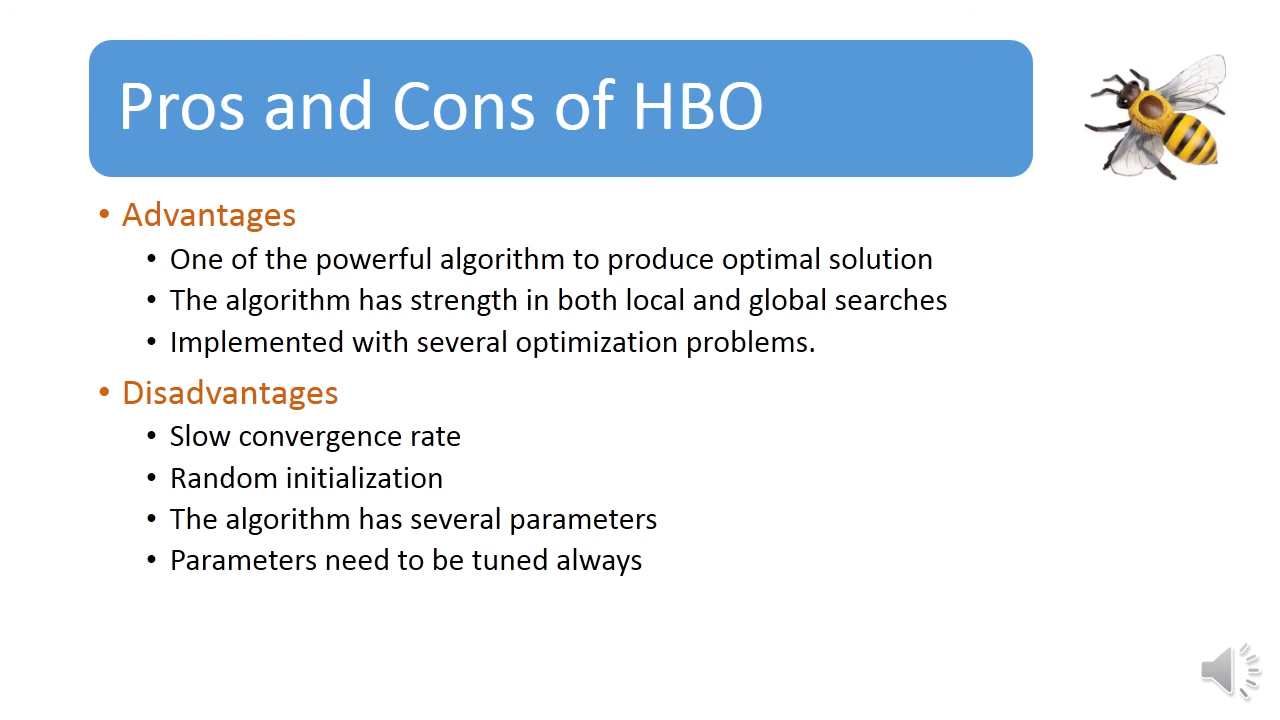 Pros and Cons of HBO
• Advantages
• One of the powerful algorithm to produce optimal solution
• The algorithm has strength in both local and global searches
• Implemented with several optimization problems.
• Disadvantages
• Slow convergence rate
• Random initialization
• The algorithm has several parameters
• Parameters need to be tuned always